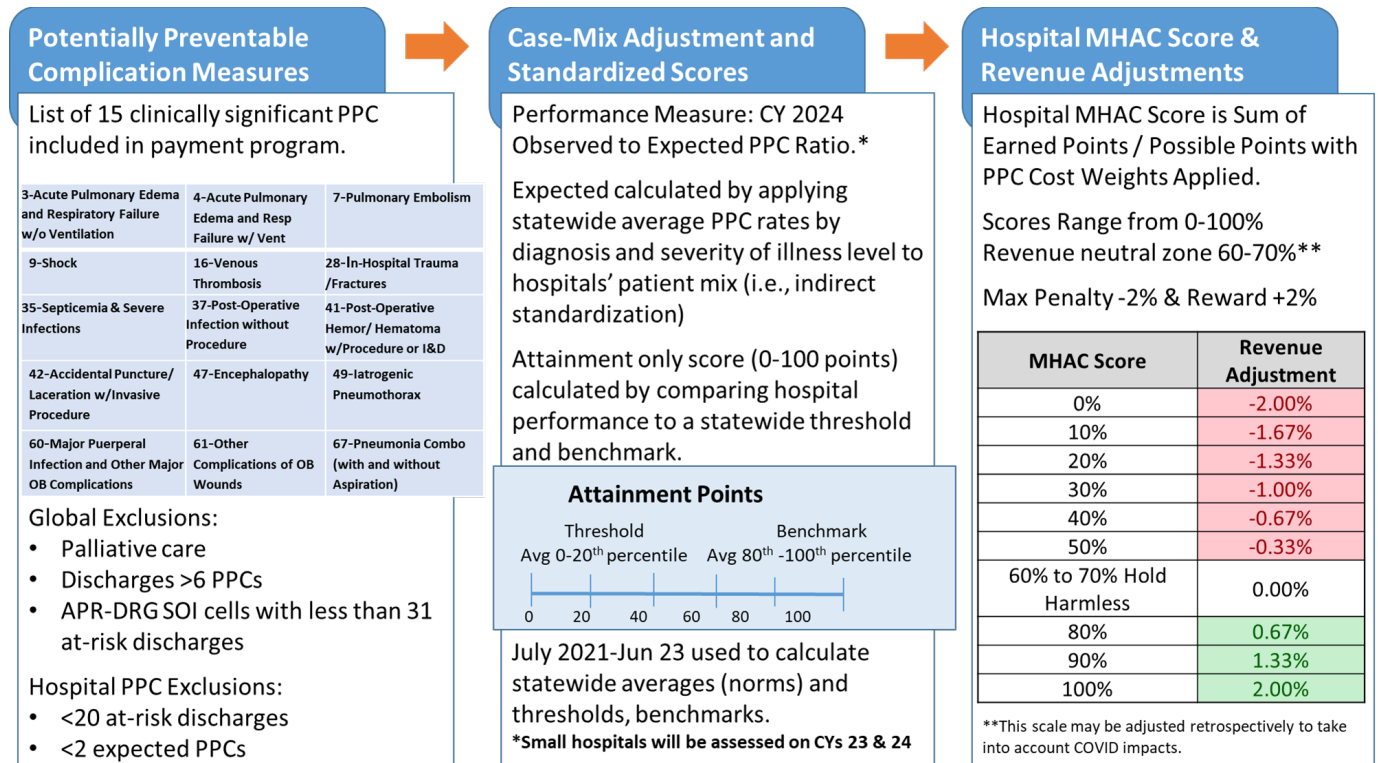 Potentially Preventable
Complication Measures
List of 15 clinically significant PPC
included in payment program.
3-Acute Pulmonary Edema
and Respiratory Failure
w/o Ventilation
4-Acute Pulmonary
Edema and Resp
Failure w/ Vent
7-Pulmonary Embolism
9-Shock
16-Venous
Thrombosis
28-In-Hospital Trauma
/Fractures
35-Septicemia & Severe
Infections
37-Post-Operative
Infection without
Procedure
41-Post-Operative
Hemor/ Hematoma
w/Procedure or I&D
42-Accidental Puncture/
Laceration w/Invasive
Procedure
47-Encephalopathy
49-Iatrogenic
Pneumothorax
60-Major Puerperal
Infection and Other Major
OB Complications
61-Other
Complications of OB
Wounds
67-Pneumonia Combo
(with and without
Aspiration)
Global Exclusions:
• Palliative care
• Discharges >6 PPCs
• APR-DRG SOI cells with less than 31
at-risk discharges
Hospital PPC Exclusions:
• <20 at-risk discharges
• <2 expected PPCs
Case-Mix Adjustment and
Standardized Scores
Performance Measure: CY 2024
Observed to Expected PPC Ratio.*
Expected calculated by applying
statewide average PPC rates by
diagnosis and severity of illness level to
hospitals’ patient mix (i.e., indirect
standardization)
Attainment only score (0-100 points)
calculated by comparing hospital
performance to a statewide threshold
and benchmark.
Attainment Points
Threshold
Avg 0-20th percentile
Benchmark
Avg 80th -100th percentile
0 20 40 60 80 100
July 2021-Jun 23 used to calculate
statewide averages (norms) and
thresholds, benchmarks.
*Small hospitals will be assessed on CYs 23 & 24
Hospital MHAC Score &
Revenue Adjustments
Hospital MHAC Score is Sum of
Earned Points / Possible Points with
PPC Cost Weights Applied.
Scores Range from 0-100%
Revenue neutral zone 60-70%**
Max Penalty -2% & Reward +2%
MHAC Score
Revenue
Adjustment
0% -2.00%
10% -1.67%
20% -1.33%
30% -1.00%
40% -0.67%
50% -0.33%
60% to 70% Hold
Harmless
0.00%
80% 0.67%
90% 1.33%
100% 2.00%
**This scale may be adjusted retrospectively to take
into account COVID impacts.